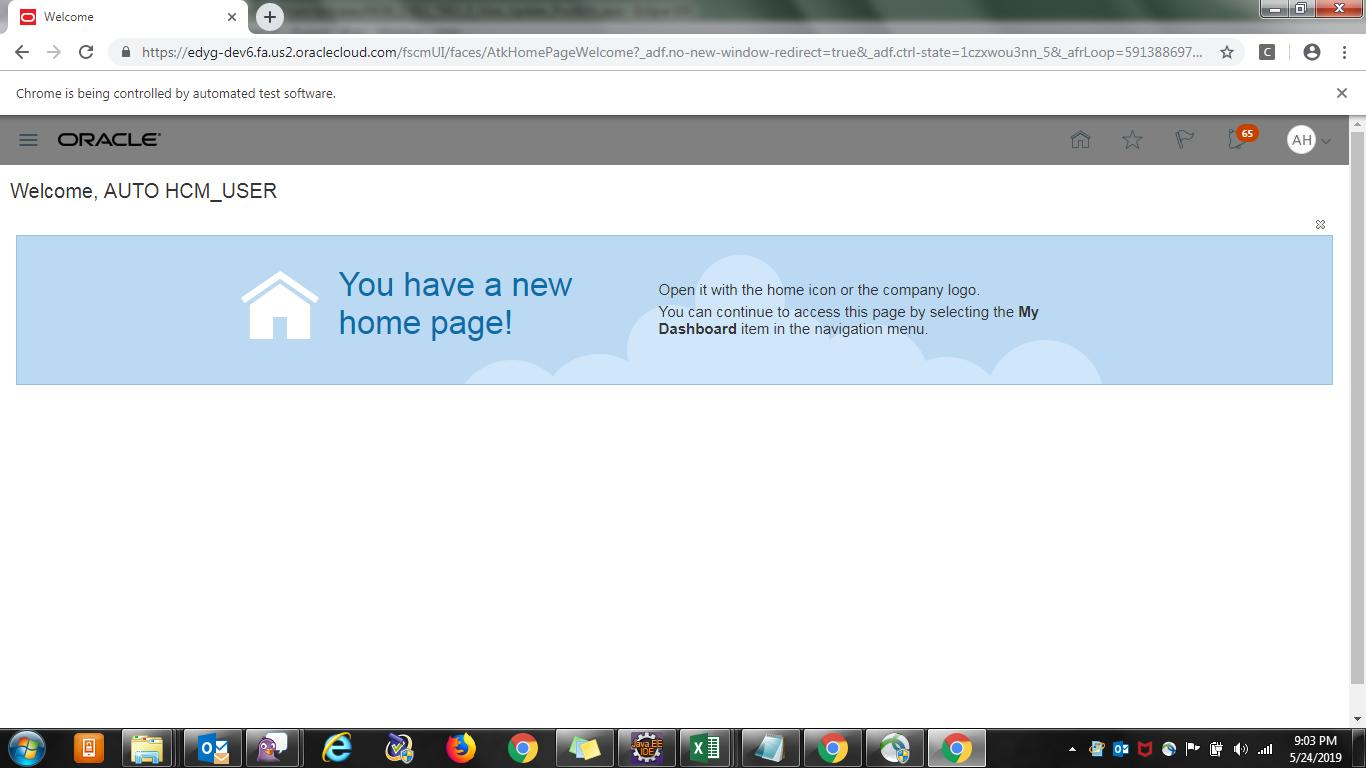 Welcome
https://edyg-dev6.fa.us2.oraclecloud.com/fscmUI/faces/AtkHomePageWelcome?_adf.no-new-window-redirect=true&_adf.ctrl-state=1czxwou3nn_5&_afrLoop=591388697...
C
Chrome is being controlled by automated test software.
ORACLE
65
AH
Welcome, AUTO HCM_USER
You have a new
home page!
Open it with the home icon or the company logo.
You can continue to access this page by selecting the My
Dashboard item in the navigation menu.
Java EE
IDE
9:03 PM
5/24/2019